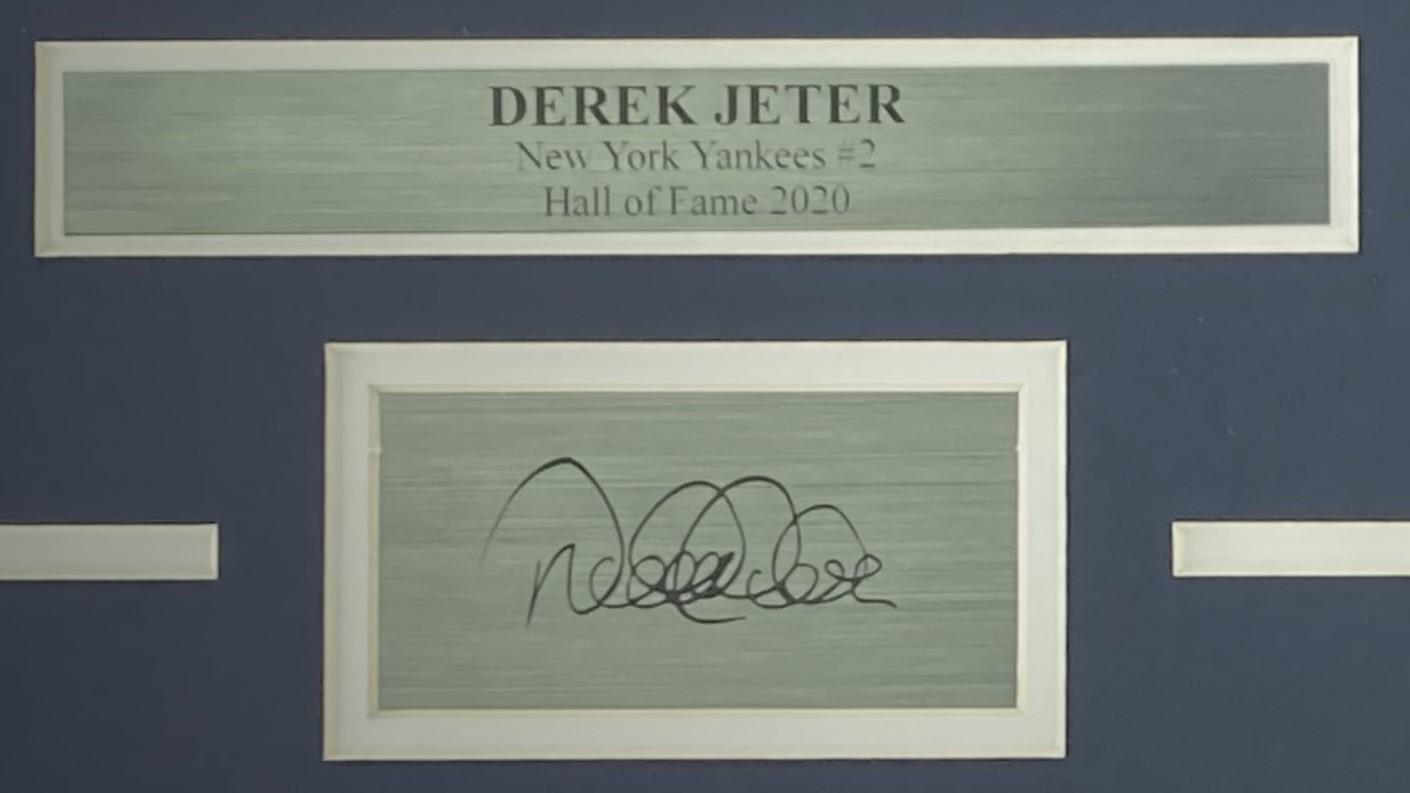 DEREK JETER
New York Yankees #2
Hall of Fame 2020